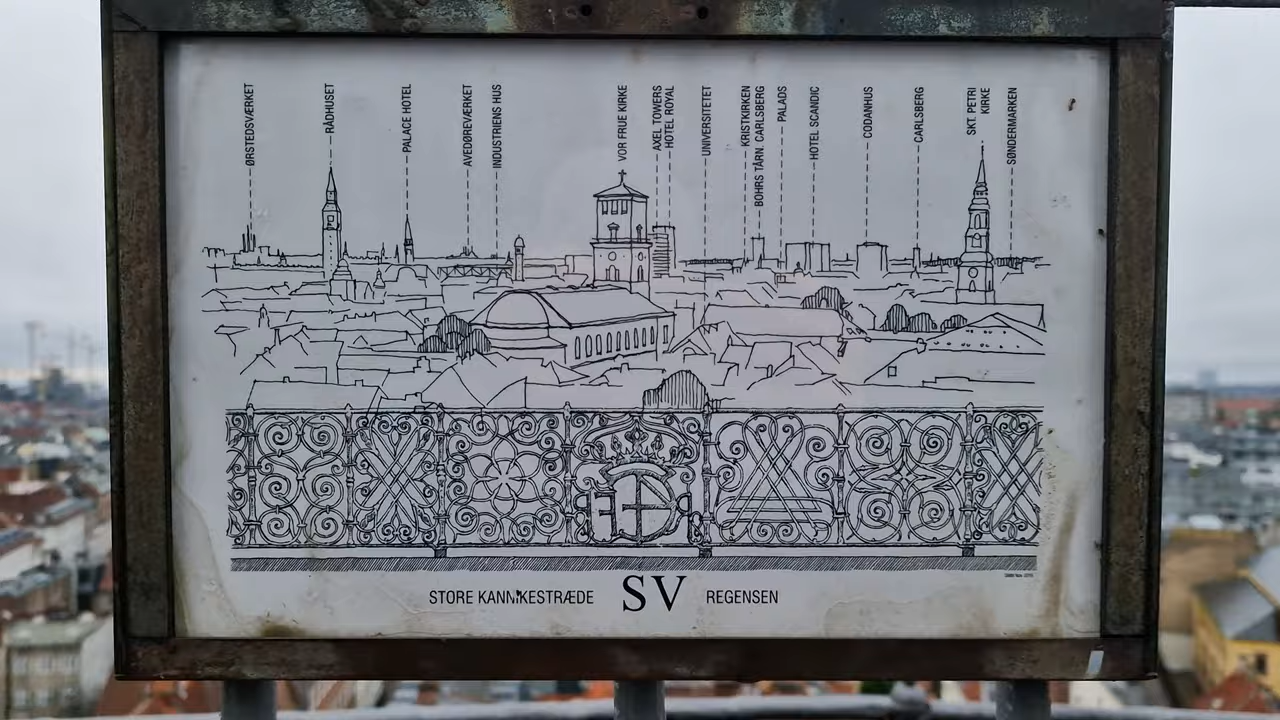 ØRSTEDSVÆRKET
RÅDHUSET
PALACE HOTEL
AVEDØREVÆRKET
INDUSTRIENS HUS
VOR FRUE KIRKE
AXEL TOWERS
HOTEL ROYAL
UNIVERSITETET
KRISTKIRKEN
BOHRS TÅRN. CARLSBERG
PALADS
HOTEL SCANDIC
CODANHUS
CARLSBERG
SKT. PETRI
KIRKE
SØNDERMARKEN
STORE KANNIKESTRÆDE
SV
REGENSEN